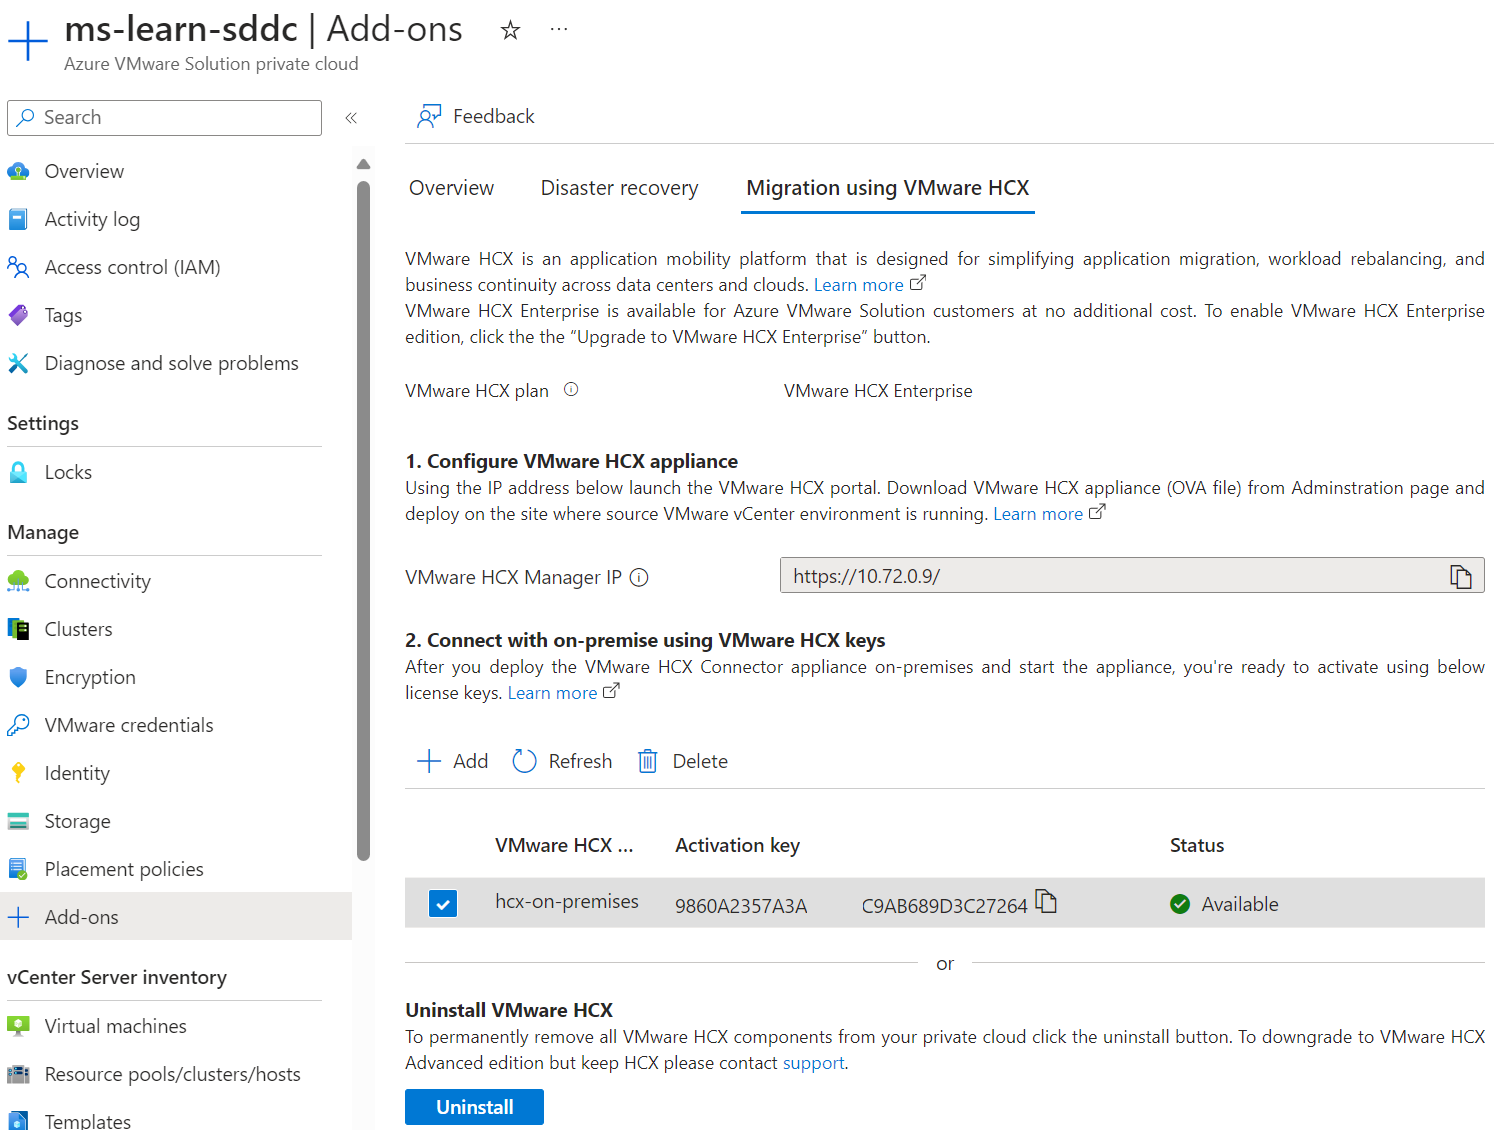 ms-learn-sddc | Add-ons
Azure VMware Solution private cloud
Search
Overview
Activity log
Access control (IAM)
Tags
Diagnose and solve problems
Settings
Locks
Manage
Connectivity
Clusters
Encryption
VMware credentials
Identity
Storage
Placement policies
Add-ons
vCenter Server inventory
Virtual machines
Resource pools/clusters/hosts
Templates
Feedback
Overview Disaster recovery Migration using VMware HCX
VMware HCX is an application mobility platform that is designed for simplifying application migration, workload rebalancing, and
business continuity across data centers and clouds. Learn more
VMware HCX Enterprise is available for Azure VMware Solution customers at no additional cost. To enable VMware HCX Enterprise
edition, click the the “Upgrade to VMware HCX Enterprise” button.
VMware HCX plan VMware HCX Enterprise
1. Configure VMware HCX appliance
Using the IP address below launch the VMware HCX portal. Download VMware HCX appliance (OVA file) from Adminstration page and
deploy on the site where source VMware vCenter environment is running. Learn more
VMware HCX Manager IP https://10.72.0.9/
2. Connect with on-premise using VMware HCX keys
After you deploy the VMware HCX Connector appliance on-premises and start the appliance, you're ready to activate using below
license keys. Learn more
Add Refresh Delete
VMware HCX ... Activation key Status
hcx-on-premises 9860A2357A3A C9AB689D3C27264 Available
or
Uninstall VMware HCX
To permanently remove all VMware HCX components from your private cloud click the uninstall button. To downgrade to VMware HCX
Advanced edition but keep HCX please contact support.
Uninstall